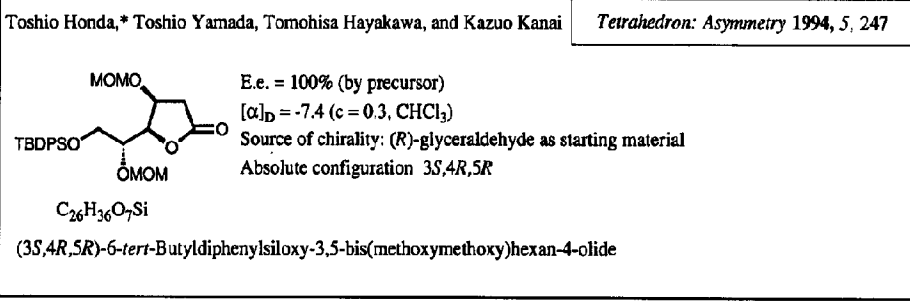 Toshio Honda,* Toshio Yamada, Tomohisa Hayakawa, and Kazuo Kanai
Tetrahedron: Asymmetry 1994, 5, 247
MOMO
TBDPSO
O
O
OMOM
E.e. = 100% (by precursor)
[α]D = -7.4 (c = 0.3, CHCl3)
Source of chirality: (R)-glyceraldehyde as starting material
Absolute configuration 3S,4R,5R
C26H36O7Si
(3S,4R,5R)-6-tert-Butyldiphenylsiloxy-3,5-bis(methoxymethoxy)hexan-4-olide